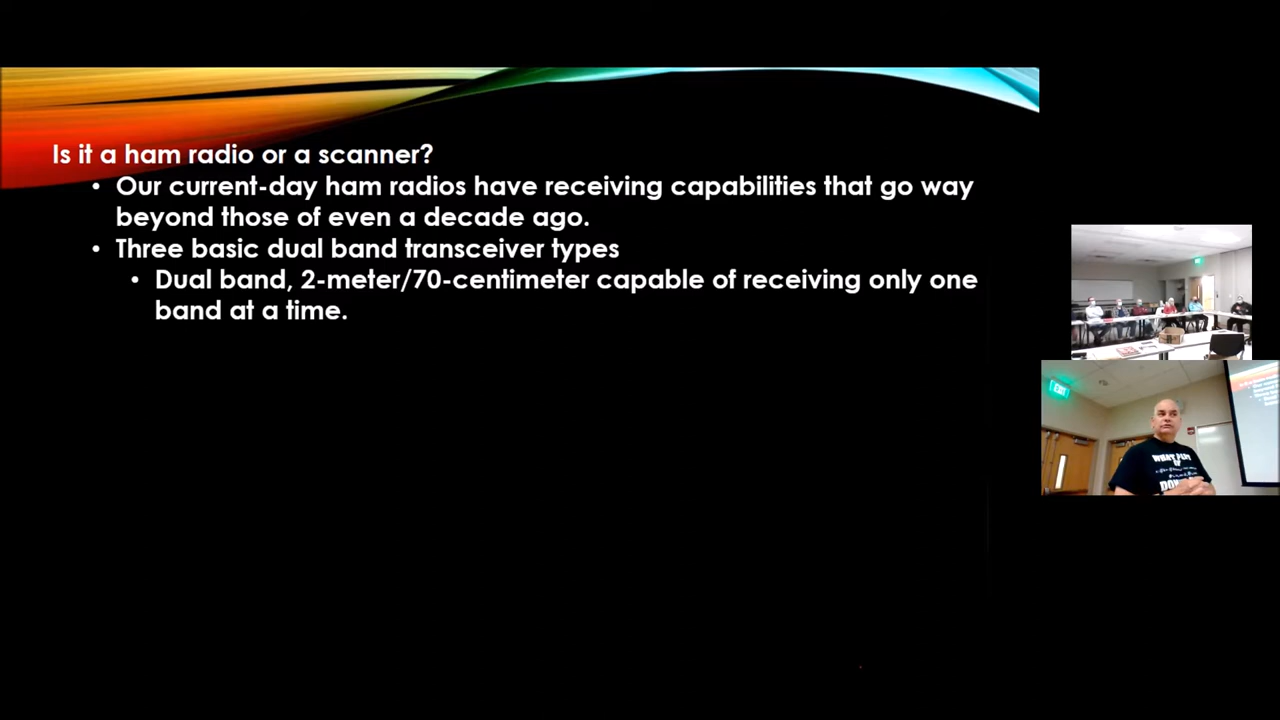 Is it a ham radio or a scanner?
• Our current-day ham radios have receiving capabilities that go way
beyond those of even a decade ago.
• Three basic dual band transceiver types
• Dual band, 2-meter/70-centimeter capable of receiving only one
band at a time.
EXIT